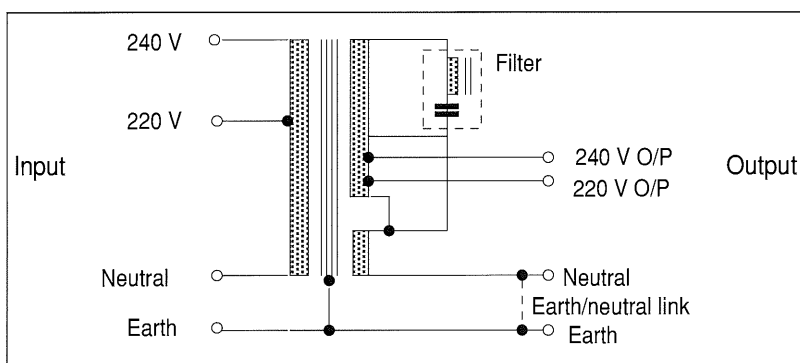 240 V
Filter
220 V
Input
240 V O/P
220 V O/P
Output
Neutral
Neutral
Earth/neutral link
Earth
Earth